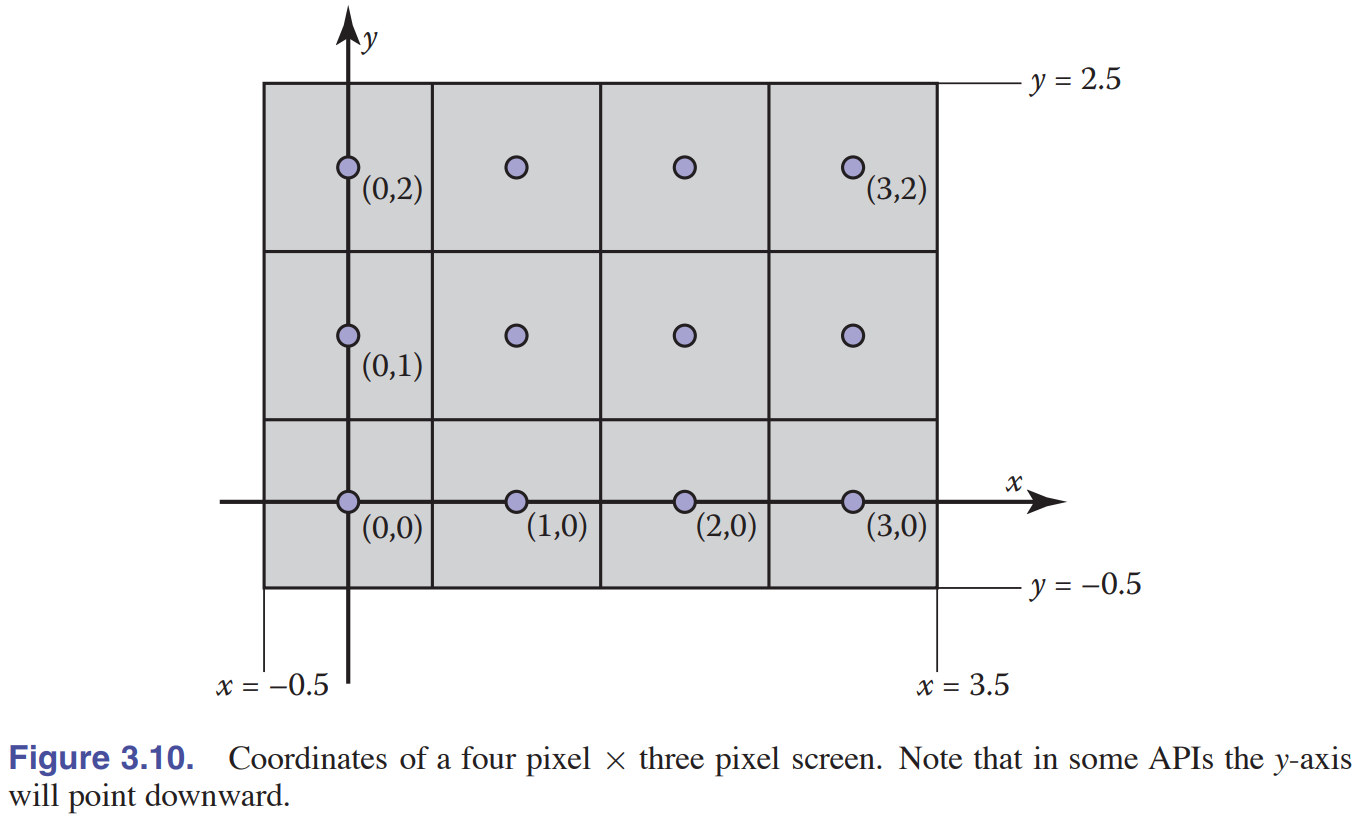 y
y = 2.5
(0,2)
(3,2)
(0,1)
x
(0,0)
(1,0)
(2,0)
(3,0)
y = −0.5
x = −0.5
x = 3.5
Figure 3.10. Coordinates of a four pixel × three pixel screen. Note that in some APIs the y-axis
will point downward.